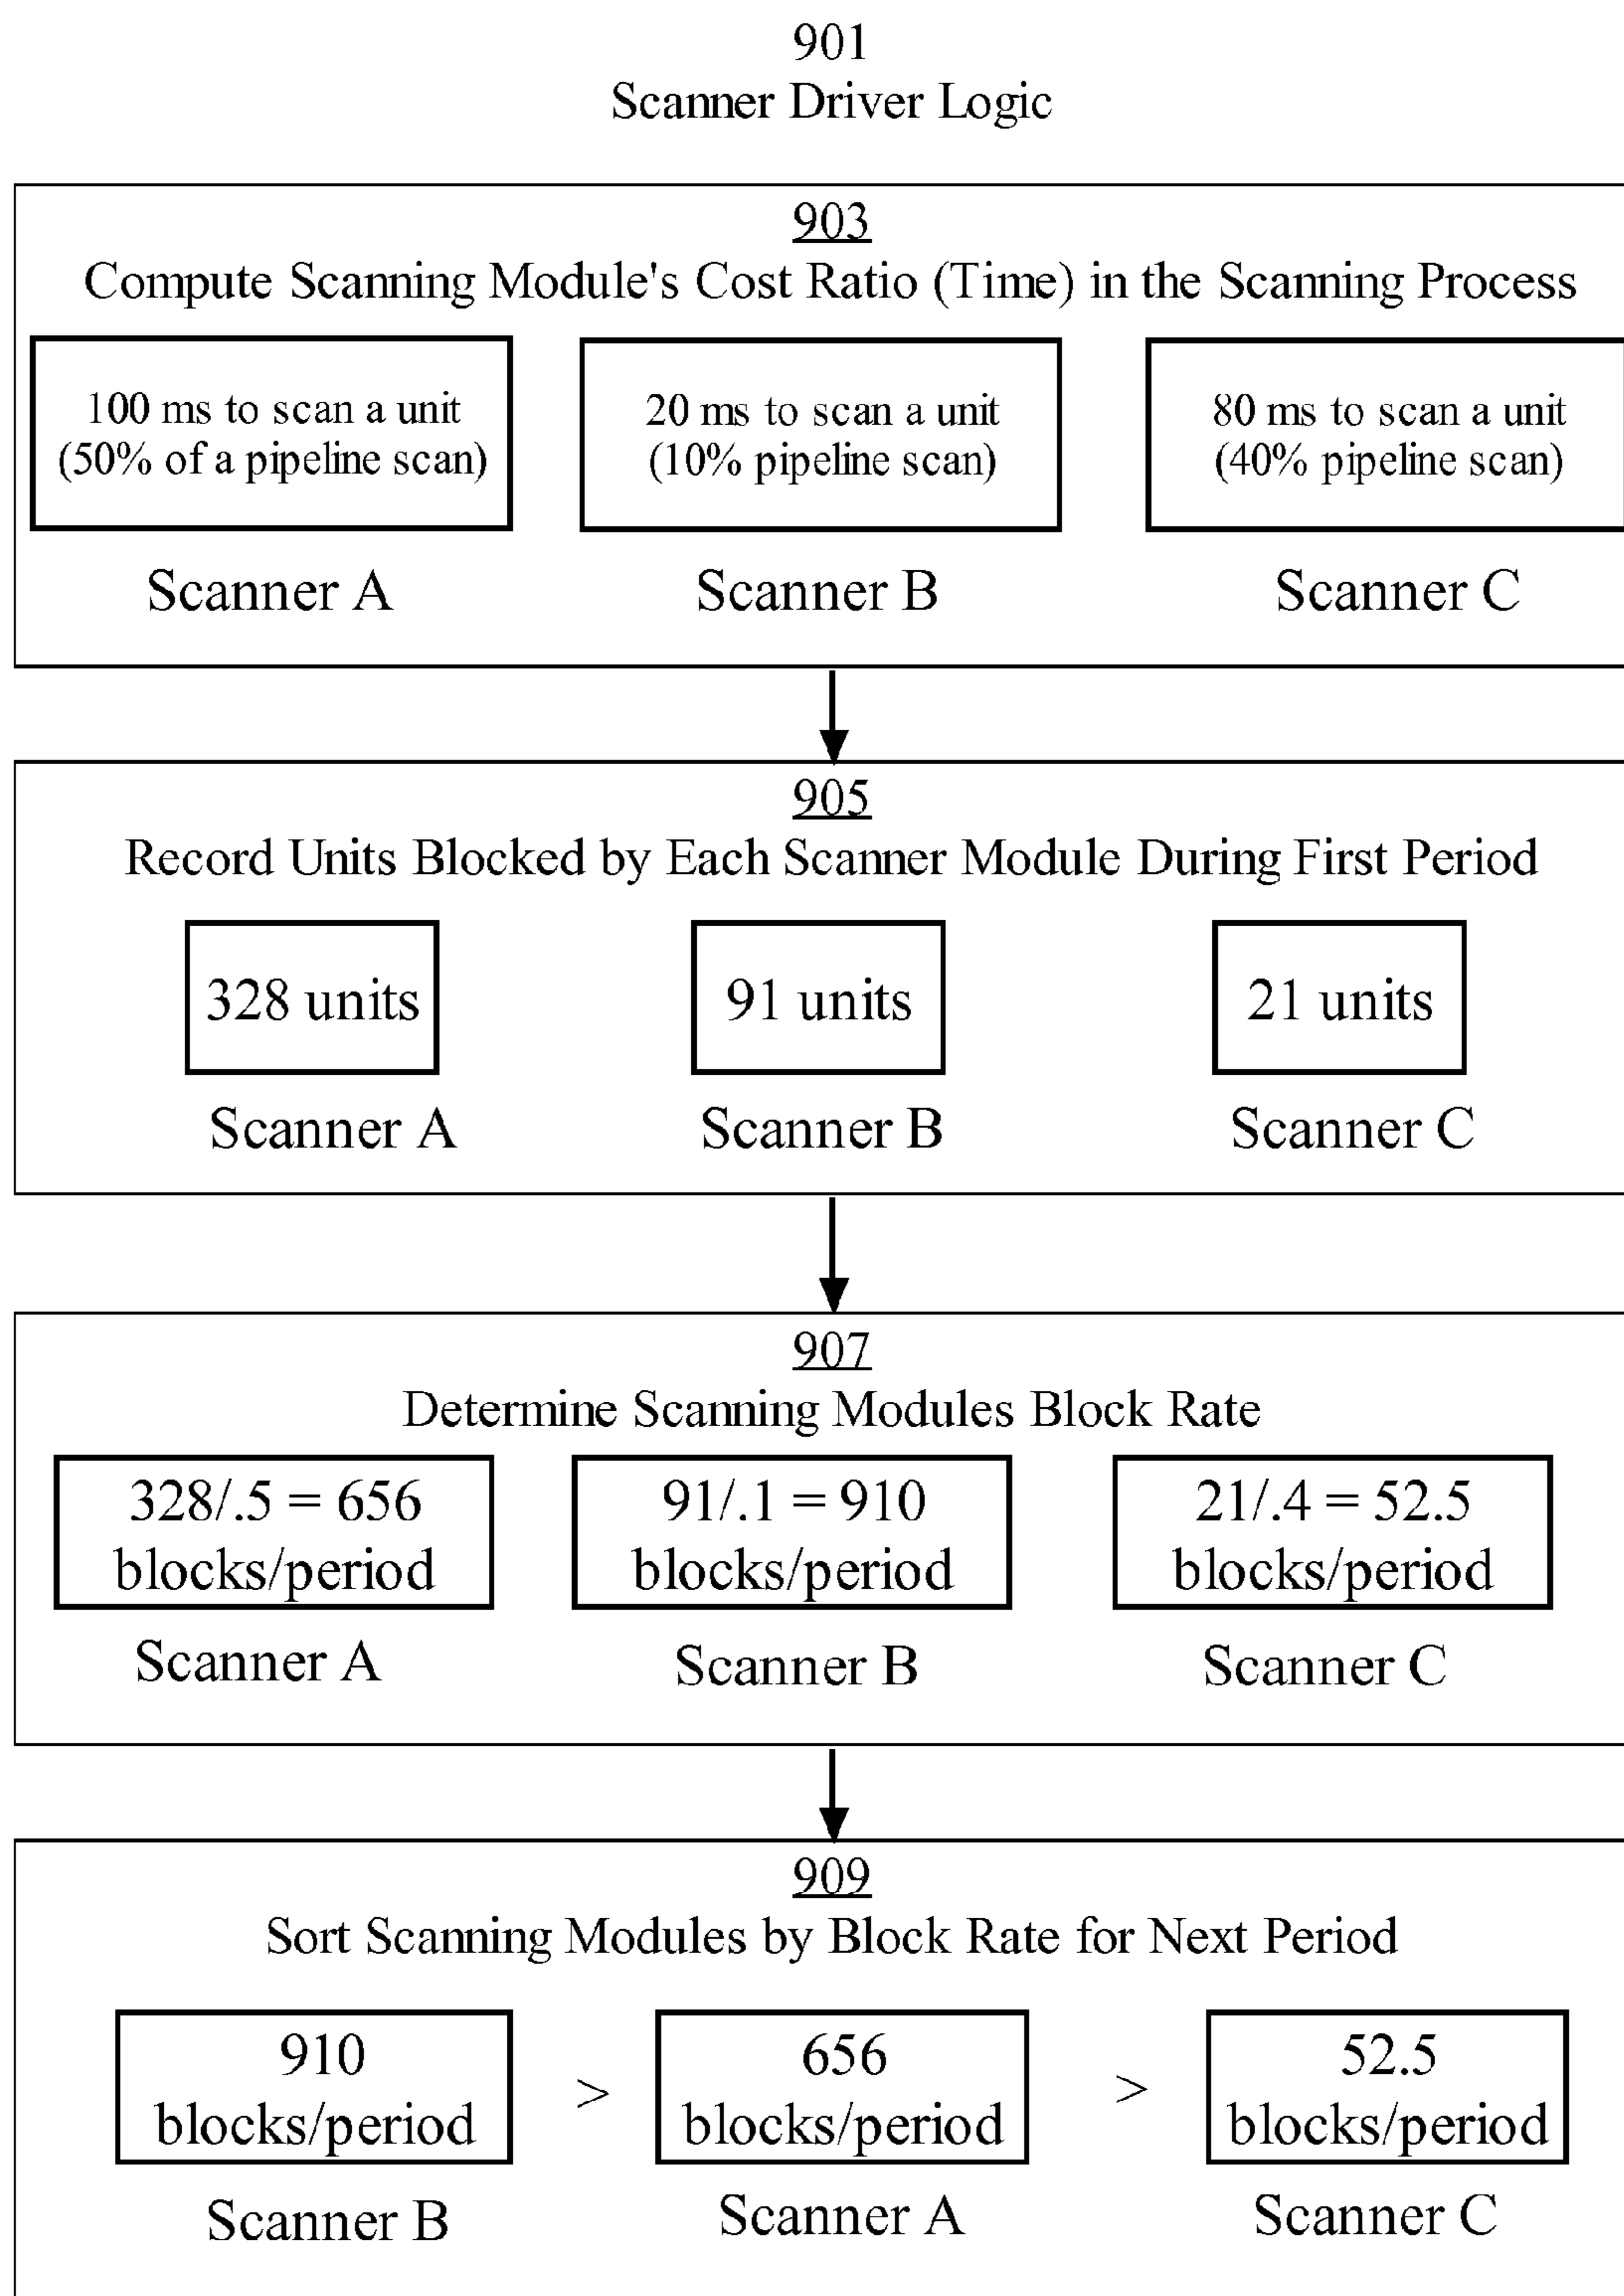 901
Scanner Driver Logic
903
Compute Scanning Module's Cost Ratio (Time) in the Scanning Process
100 ms to scan a unit
(50% of a pipeline scan)
Scanner A
20 ms to scan a unit
(10% pipeline scan)
Scanner B
80 ms to scan a unit
(40% pipeline scan)
Scanner C
905
Record Units Blocked by Each Scanner Module During First Period
328 units
Scanner A
91 units
Scanner B
21 units
Scanner C
907
Determine Scanning Modules Block Rate
328/.5 = 656
blocks/period
Scanner A
91/.1 = 910
blocks/period
Scanner B
21/.4 = 52.5
blocks/period
Scanner C
909
Sort Scanning Modules by Block Rate for Next Period
910
blocks/period
Scanner B
>
656
blocks/period
Scanner A
>
52.5
blocks/period
Scanner C